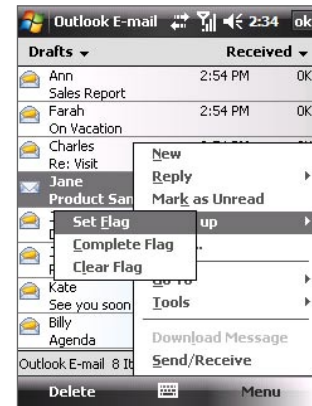 Outlook E-mail 2:34 ok
Drafts Received
Ann 2:54 PM 0K
Sales Report
Farah 2:54 PM 0K
On Vacation
Charles
Re: Visit
New
Reply
Jane
Product San
Mark as Unread
Set Flag
up
Complete Flag
Clear Flag
Kate
See you soon
Tools
Billy
Agenda
Download Message
Outlook E-mail 8 It
Send/Receive
Delete Menu